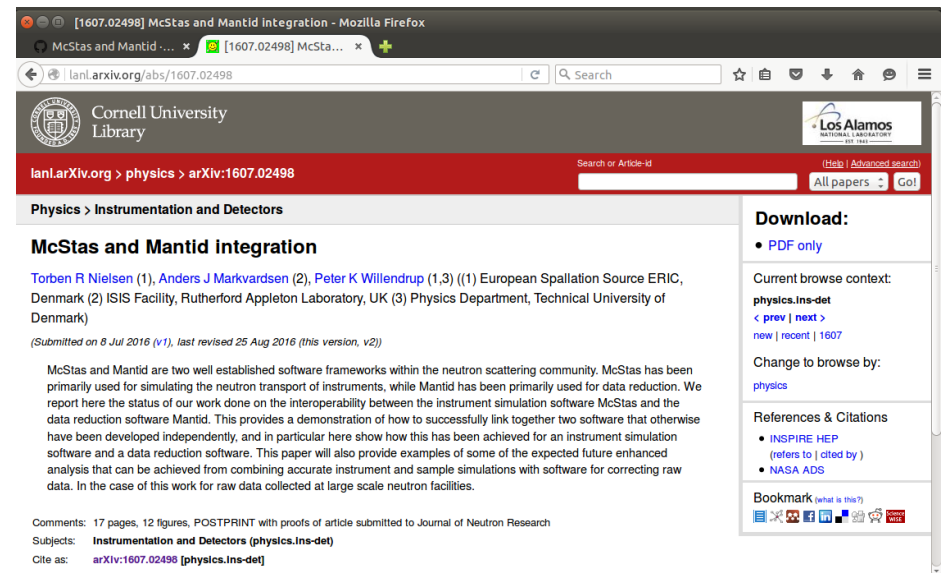 [1607.02498] McStas and Mantid integration - Mozilla Firefox
McStas and Mantid ·... × [1607.02498] McSta... ×
lanl.arxiv.org/abs/1607.02498 Search
Cornell University
Library
Los Alamos
NATIONAL LABORATORY
EST. 1943
lanl.arXiv.org > physics > arXiv:1607.02498
Search or Article-id
(Help | Advanced search)
All papers Go!
Physics > Instrumentation and Detectors
McStas and Mantid integration
Torben R Nielsen (1), Anders J Markvardsen (2), Peter K Willendrup (1,3) ((1) European Spallation Source ERIC,
Denmark (2) ISIS Facility, Rutherford Appleton Laboratory, UK (3) Physics Department, Technical University of
Denmark)
(Submitted on 8 Jul 2016 (v1), last revised 25 Aug 2016 (this version, v2))
McStas and Mantid are two well established software frameworks within the neutron scattering community. McStas has been
primarily used for simulating the neutron transport of instruments, while Mantid has been primarily used for data reduction. We
report here the status of our work done on the interoperability between the instrument simulation software McStas and the
data reduction software Mantid. This provides a demonstration of how to successfully link together two software that otherwise
have been developed independently, and in particular here show how this has been achieved for an instrument simulation
software and a data reduction software. This paper will also provide examples of some of the expected future enhanced
analysis that can be achieved from combining accurate instrument and sample simulations with software for correcting raw
data. In the case of this work for raw data collected at large scale neutron facilities.
Comments: 17 pages, 12 figures, POSTPRINT with proofs of article submitted to Journal of Neutron Research
Subjects: Instrumentation and Detectors (physics.ins-det)
Cite as: arXiv:1607.02498 [physics.ins-det]
Download:
• PDF only
Current browse context:
physics.ins-det
< prev | next >
new | recent | 1607
Change to browse by:
physics
References & Citations
• INSPIRE HEP
(refers to | cited by )
• NASA ADS
Bookmark (what is this?)
Science
WISE